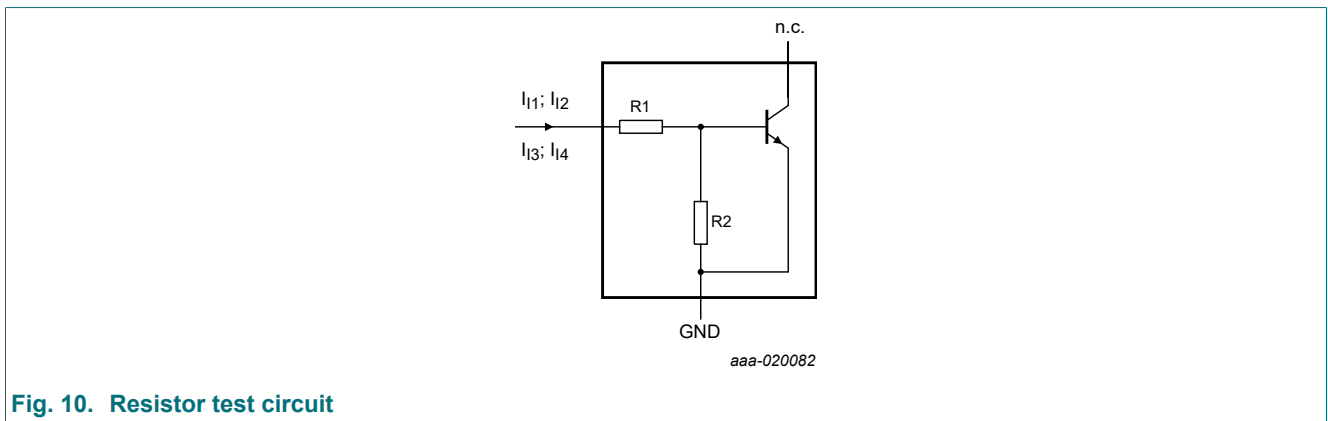 n.c.
I_I1; I_I2
R1
I_I3; I_I4
R2
GND
aaa-020082
Fig. 10. Resistor test circuit